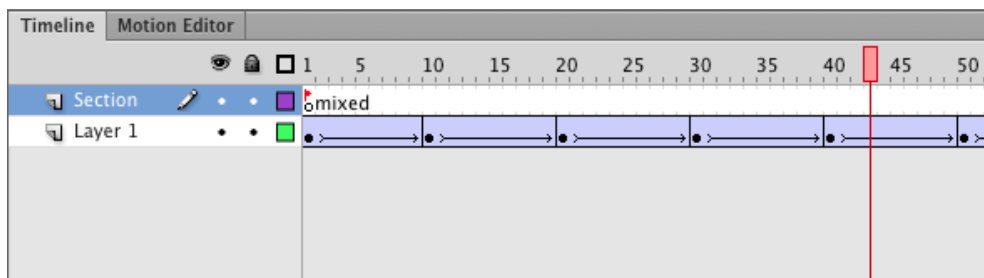 Timeline Motion Editor
1 5 10 15 20 25 30 35 40 45 50
Section mixed
Layer 1